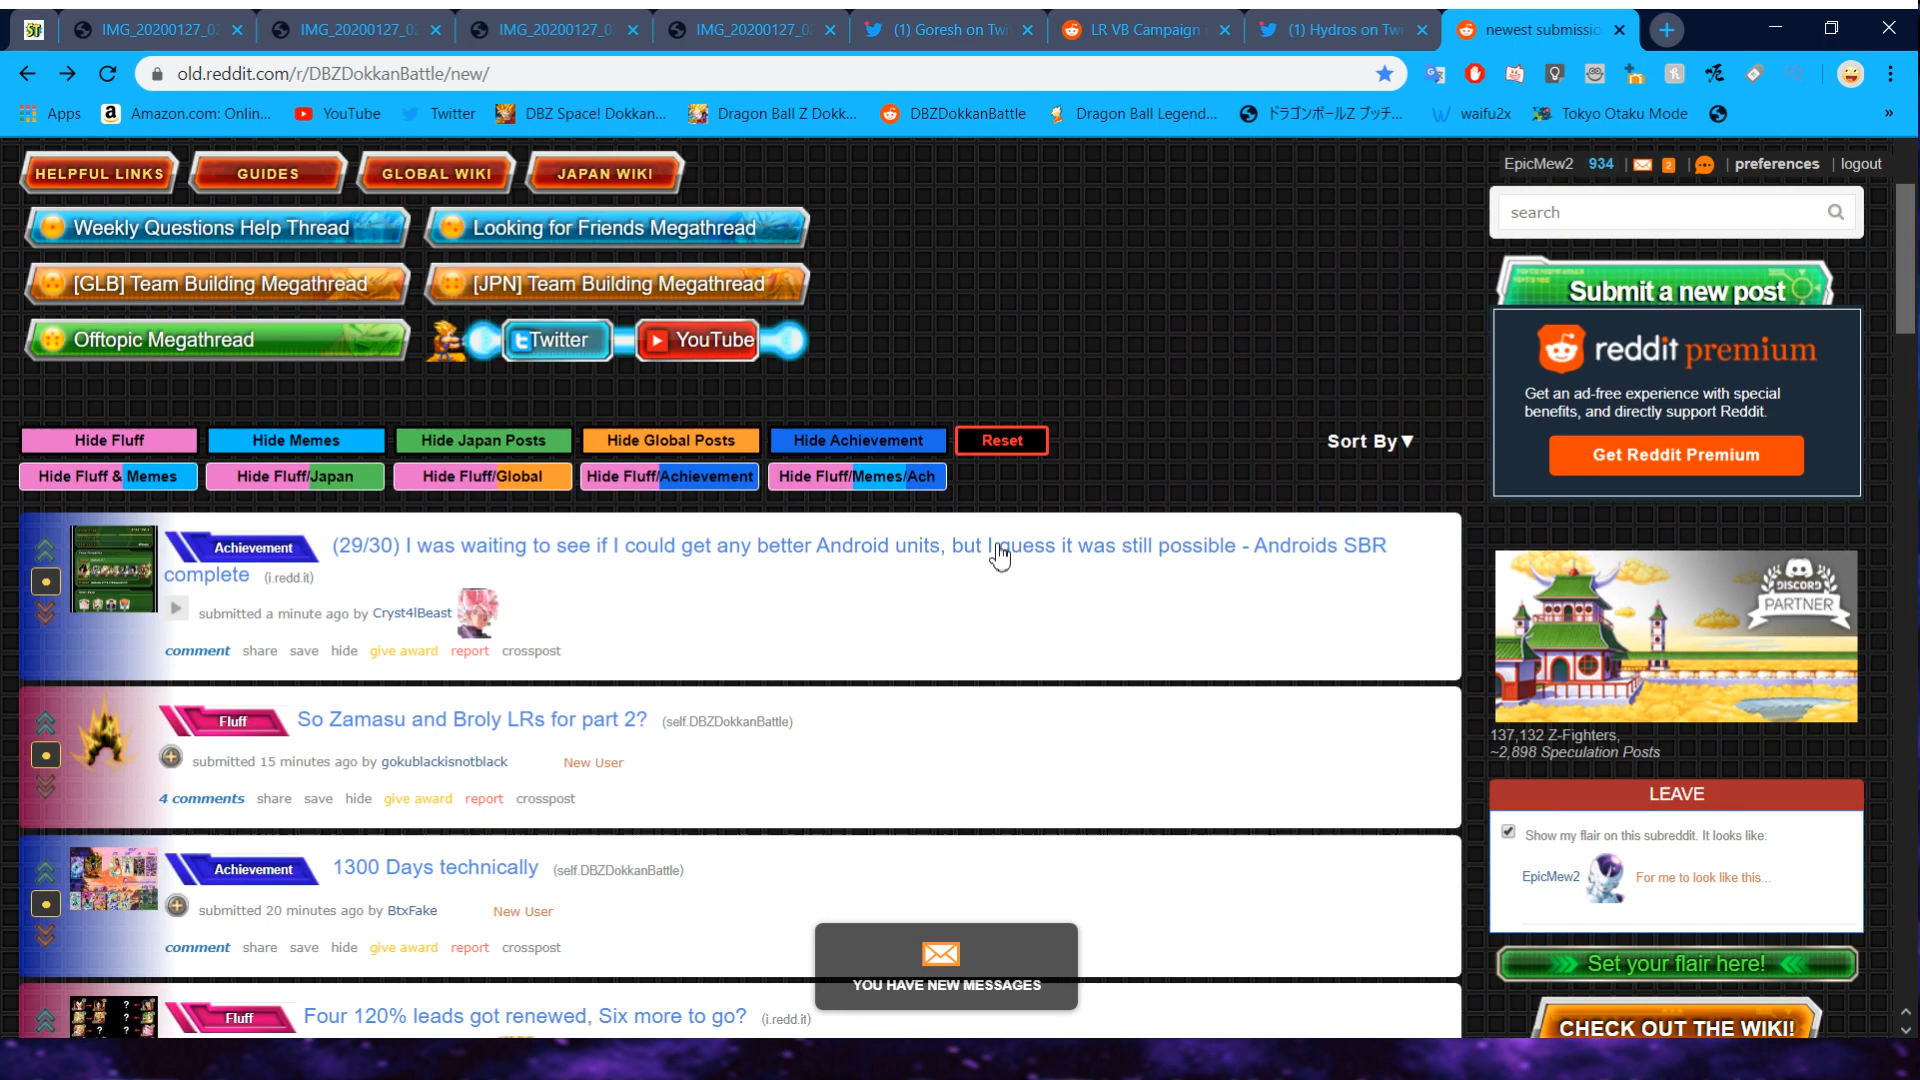 IMG_20200127_02
IMG_20200127_02
IMG_20200127_0
IMG_20200127_02
(1) Goresh on Twi
LR VB Campaign
(1) Hydros on Twi
newest submissio
old.reddit.com/r/DBZDokkanBattle/new/
Apps
Amazon.com: Onlin...
YouTube
Twitter
DBZ Space! Dokkan...
Dragon Ball Z Dokk...
DBZDokkanBattle
Dragon Ball Legend...
ドラゴンボールZ ブッチ...
waifu2x
Tokyo Otaku Mode
»
HELPFUL LINKS
GUIDES
GLOBAL WIKI
JAPAN WIKI
EpicMew2 934 | 2 | | preferences | logout
Weekly Questions Help Thread
Looking for Friends Megathread
search
[GLB] Team Building Megathread
[JPN] Team Building Megathread
Submit a new post
Offtopic Megathread
Twitter
YouTube
reddit premium
Get an ad-free experience with special
benefits, and directly support Reddit.
Get Reddit Premium
Hide Fluff
Hide Memes
Hide Japan Posts
Hide Global Posts
Hide Achievement
Reset
Sort By▼
Hide Fluff & Memes
Hide Fluff/Japan
Hide Fluff/Global
Hide Fluff/Achievement
Hide Fluff/Memes/Ach
Achievement (29/30) I was waiting to see if I could get any better Android units, but I guess it was still possible - Androids SBR
complete (i.redd.it)
submitted a minute ago by Cryst4lBeast
comment share save hide give award report crosspost
Fluff So Zamasu and Broly LRs for part 2? (self.DBZDokkanBattle)
submitted 15 minutes ago by gokublackisnotblack New User
4 comments share save hide give award report crosspost
Achievement 1300 Days technically (self.DBZDokkanBattle)
submitted 20 minutes ago by BtxFake New User
comment share save hide give award report crosspost
Fluff Four 120% leads got renewed, Six more to go? (i.redd.it)
YOU HAVE NEW MESSAGES
DISCORD
PARTNER
137,132 Z-Fighters,
~2,898 Speculation Posts
LEAVE
Show my flair on this subreddit. It looks like:
EpicMew2 For me to look like this...
Set your flair here!
CHECK OUT THE WIKI!